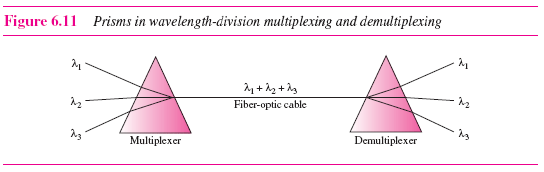 Figure 6.11 Prisms in wavelength-division multiplexing and demultiplexing
λ1
λ2
λ3
Multiplexer
λ1 + λ2 + λ3
Fiber-optic cable
λ1
λ2
λ3
Demultiplexer